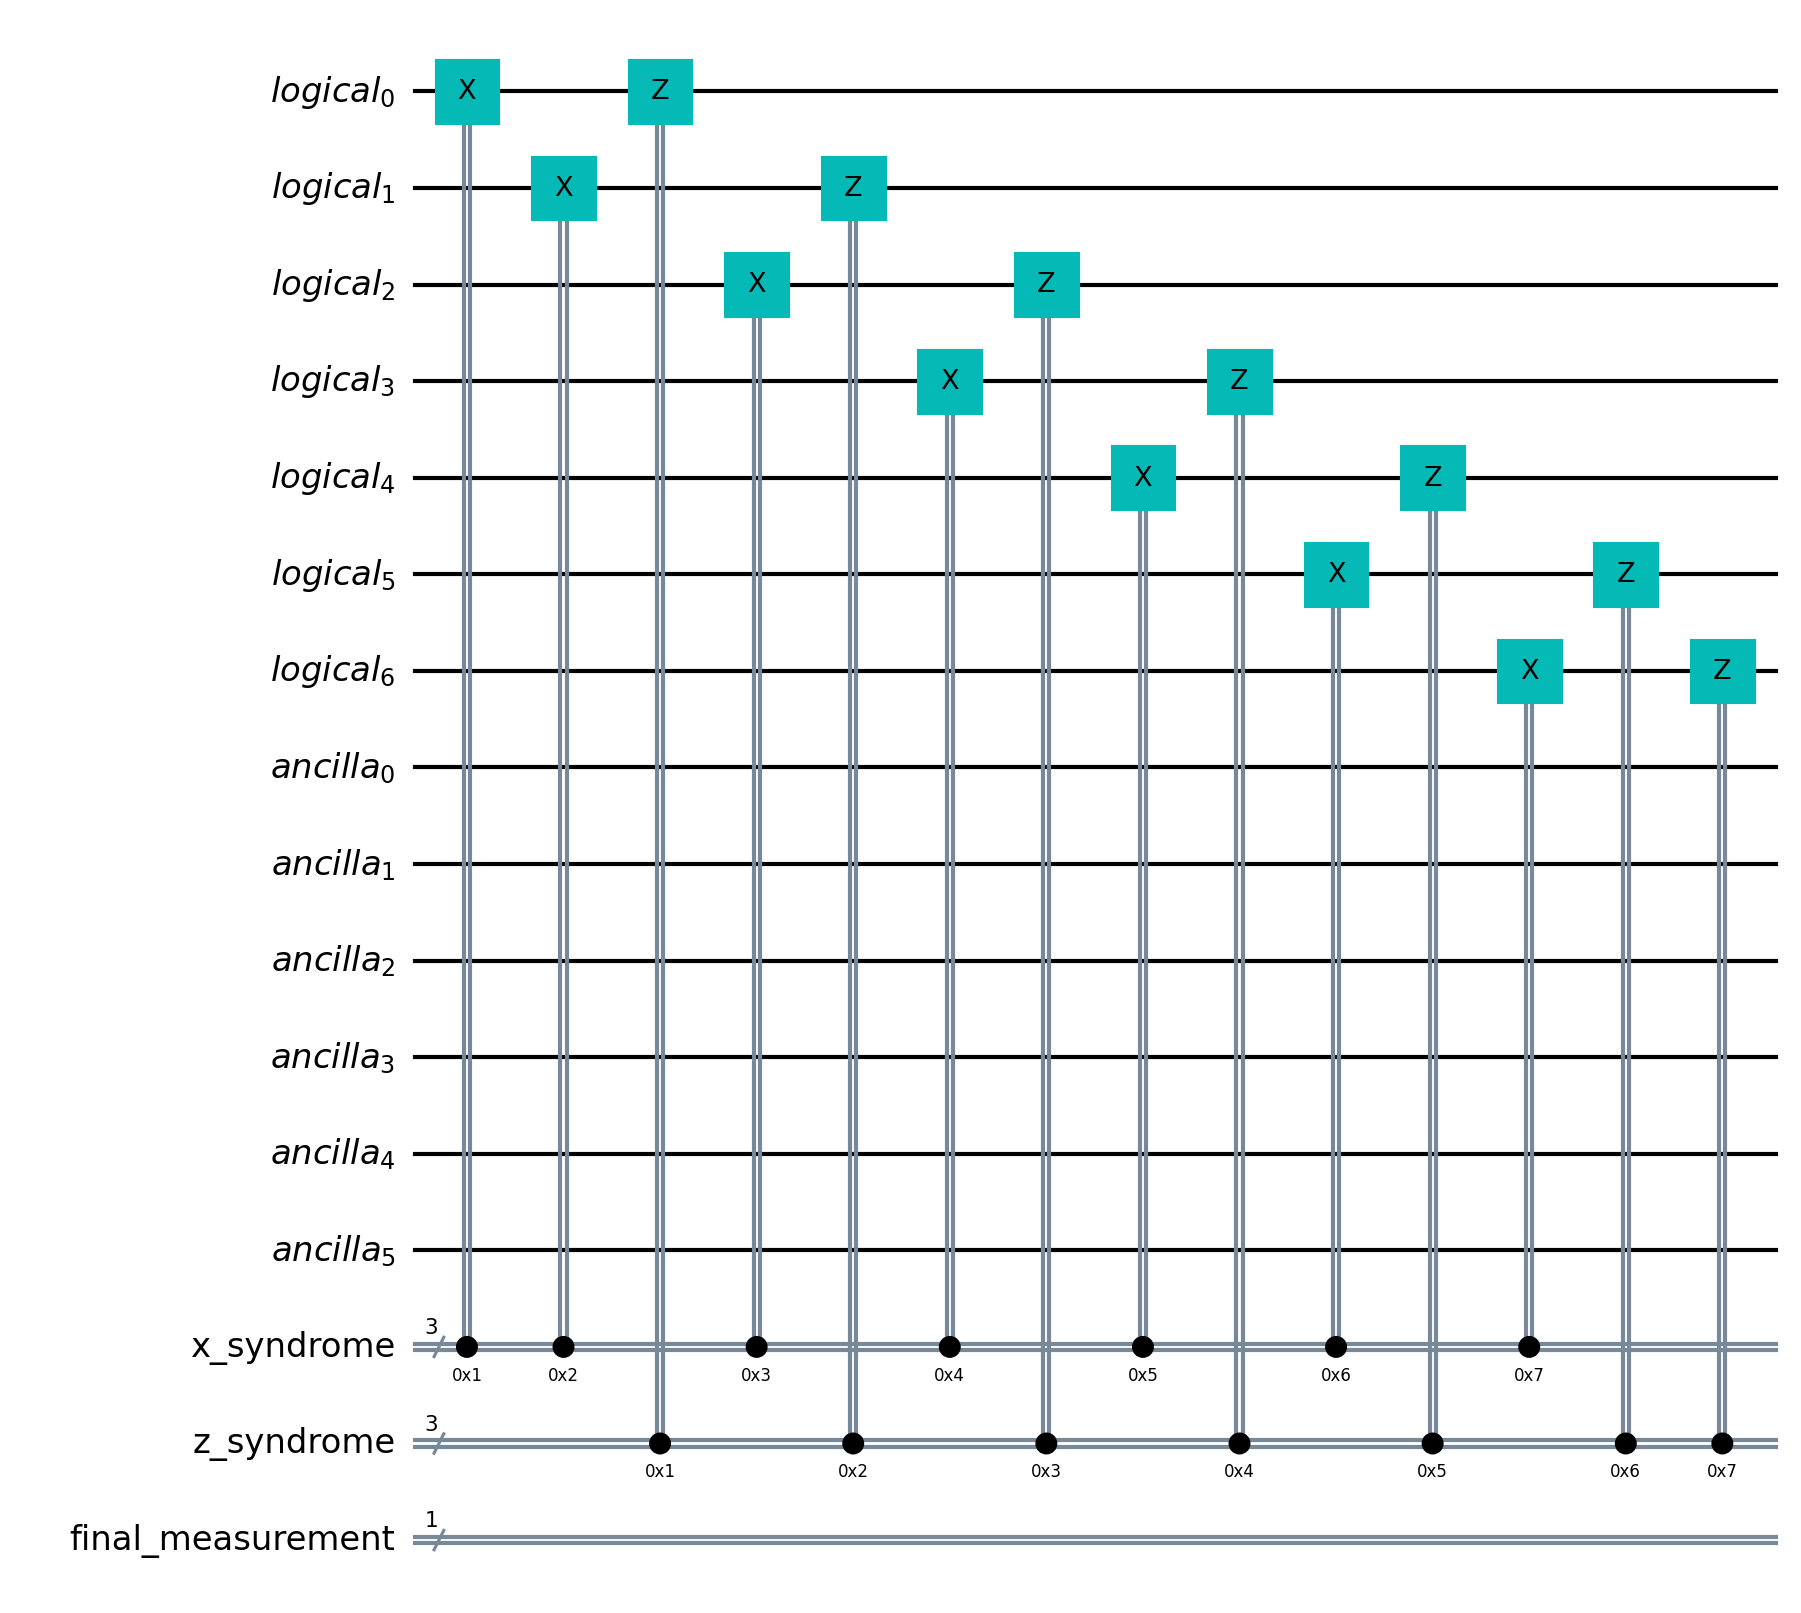 logical0 X Z
logical1 X Z
logical2 X Z
logical3 X Z
logical4 X Z
logical5 X Z
logical6 X Z
ancilla0
ancilla1
ancilla2
ancilla3
ancilla4
ancilla5
x_syndrome 3
0x1 0x2 0x3 0x4 0x5 0x6 0x7
z_syndrome 3
0x1 0x2 0x3 0x4 0x5 0x6 0x7
final_measurement 1